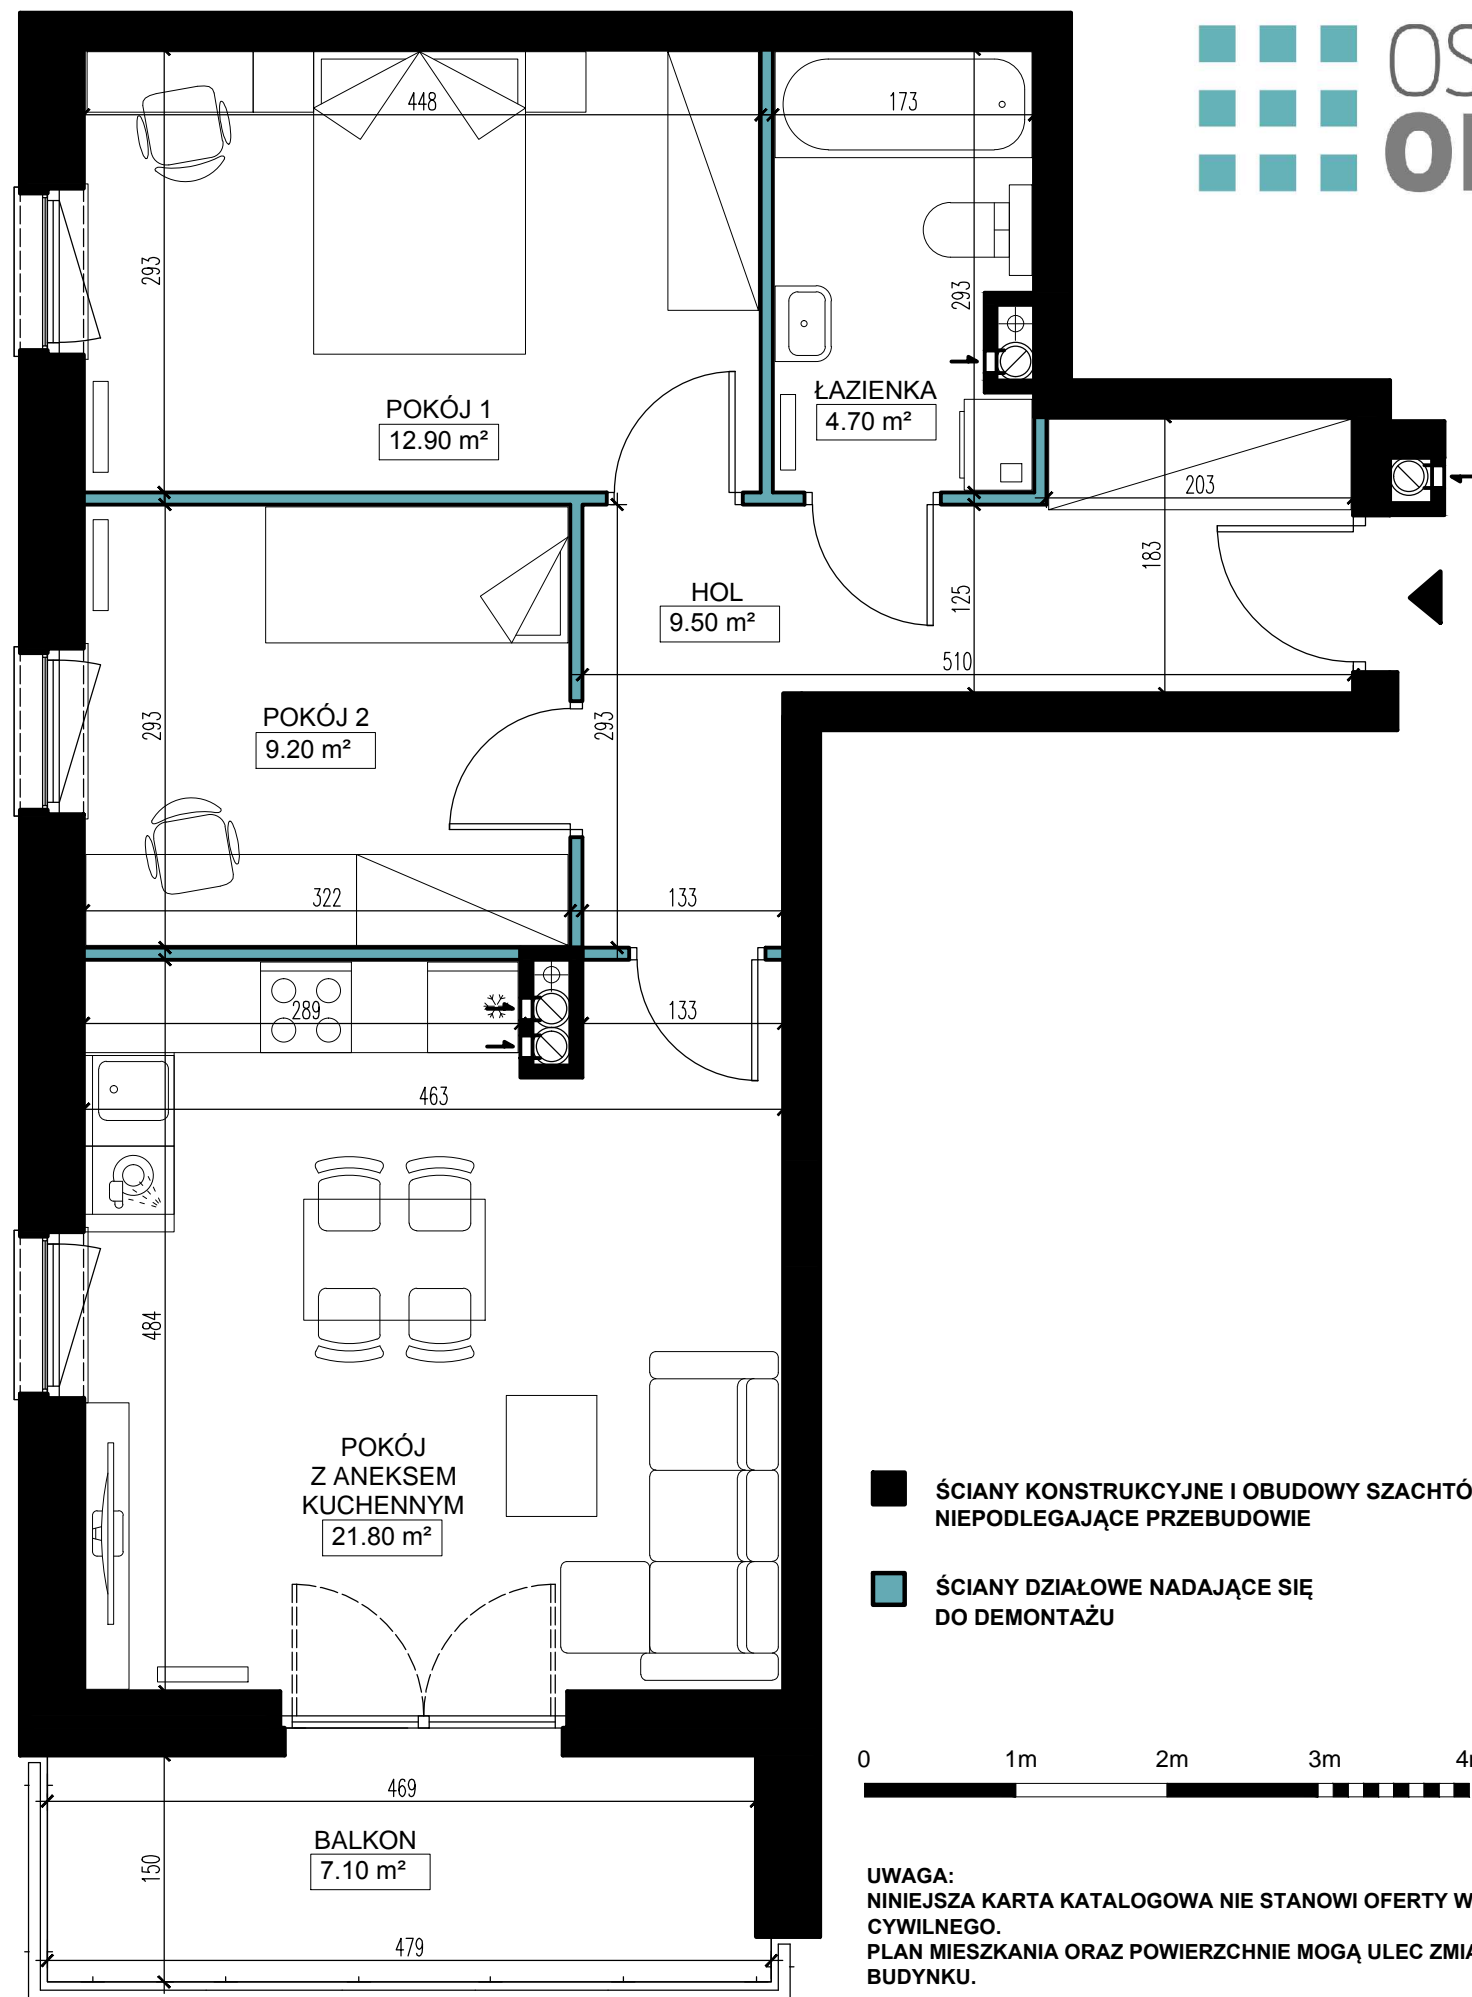 448
173
293
293
POKÓJ 1
12.90 m²
ŁAZIENKA
4.70 m²
203
183
125
HOL
9.50 m²
510
POKÓJ 2
9.20 m²
293
293
322
133
289
133
463
484
POKÓJ
Z ANEKSEM
KUCHENNYM
21.80 m²
ŚCIANY KONSTRUKCYJNE I OBUDOWY SZACHTÓ
NIEPODLEGAJĄCE PRZEBUDOWIE
ŚCIANY DZIAŁOWE NADAJĄCE SIĘ
DO DEMONTAŻU
0 1m 2m 3m
469
BALKON
7.10 m²
150
479
UWAGA:
NINIEJSZA KARTA KATALOGOWA NIE STANOWI OFERTY W
CYWILNEGO.
PLAN MIESZKANIA ORAZ POWIERZCHNIE MOGĄ ULEC ZMIA
BUDYNKU.